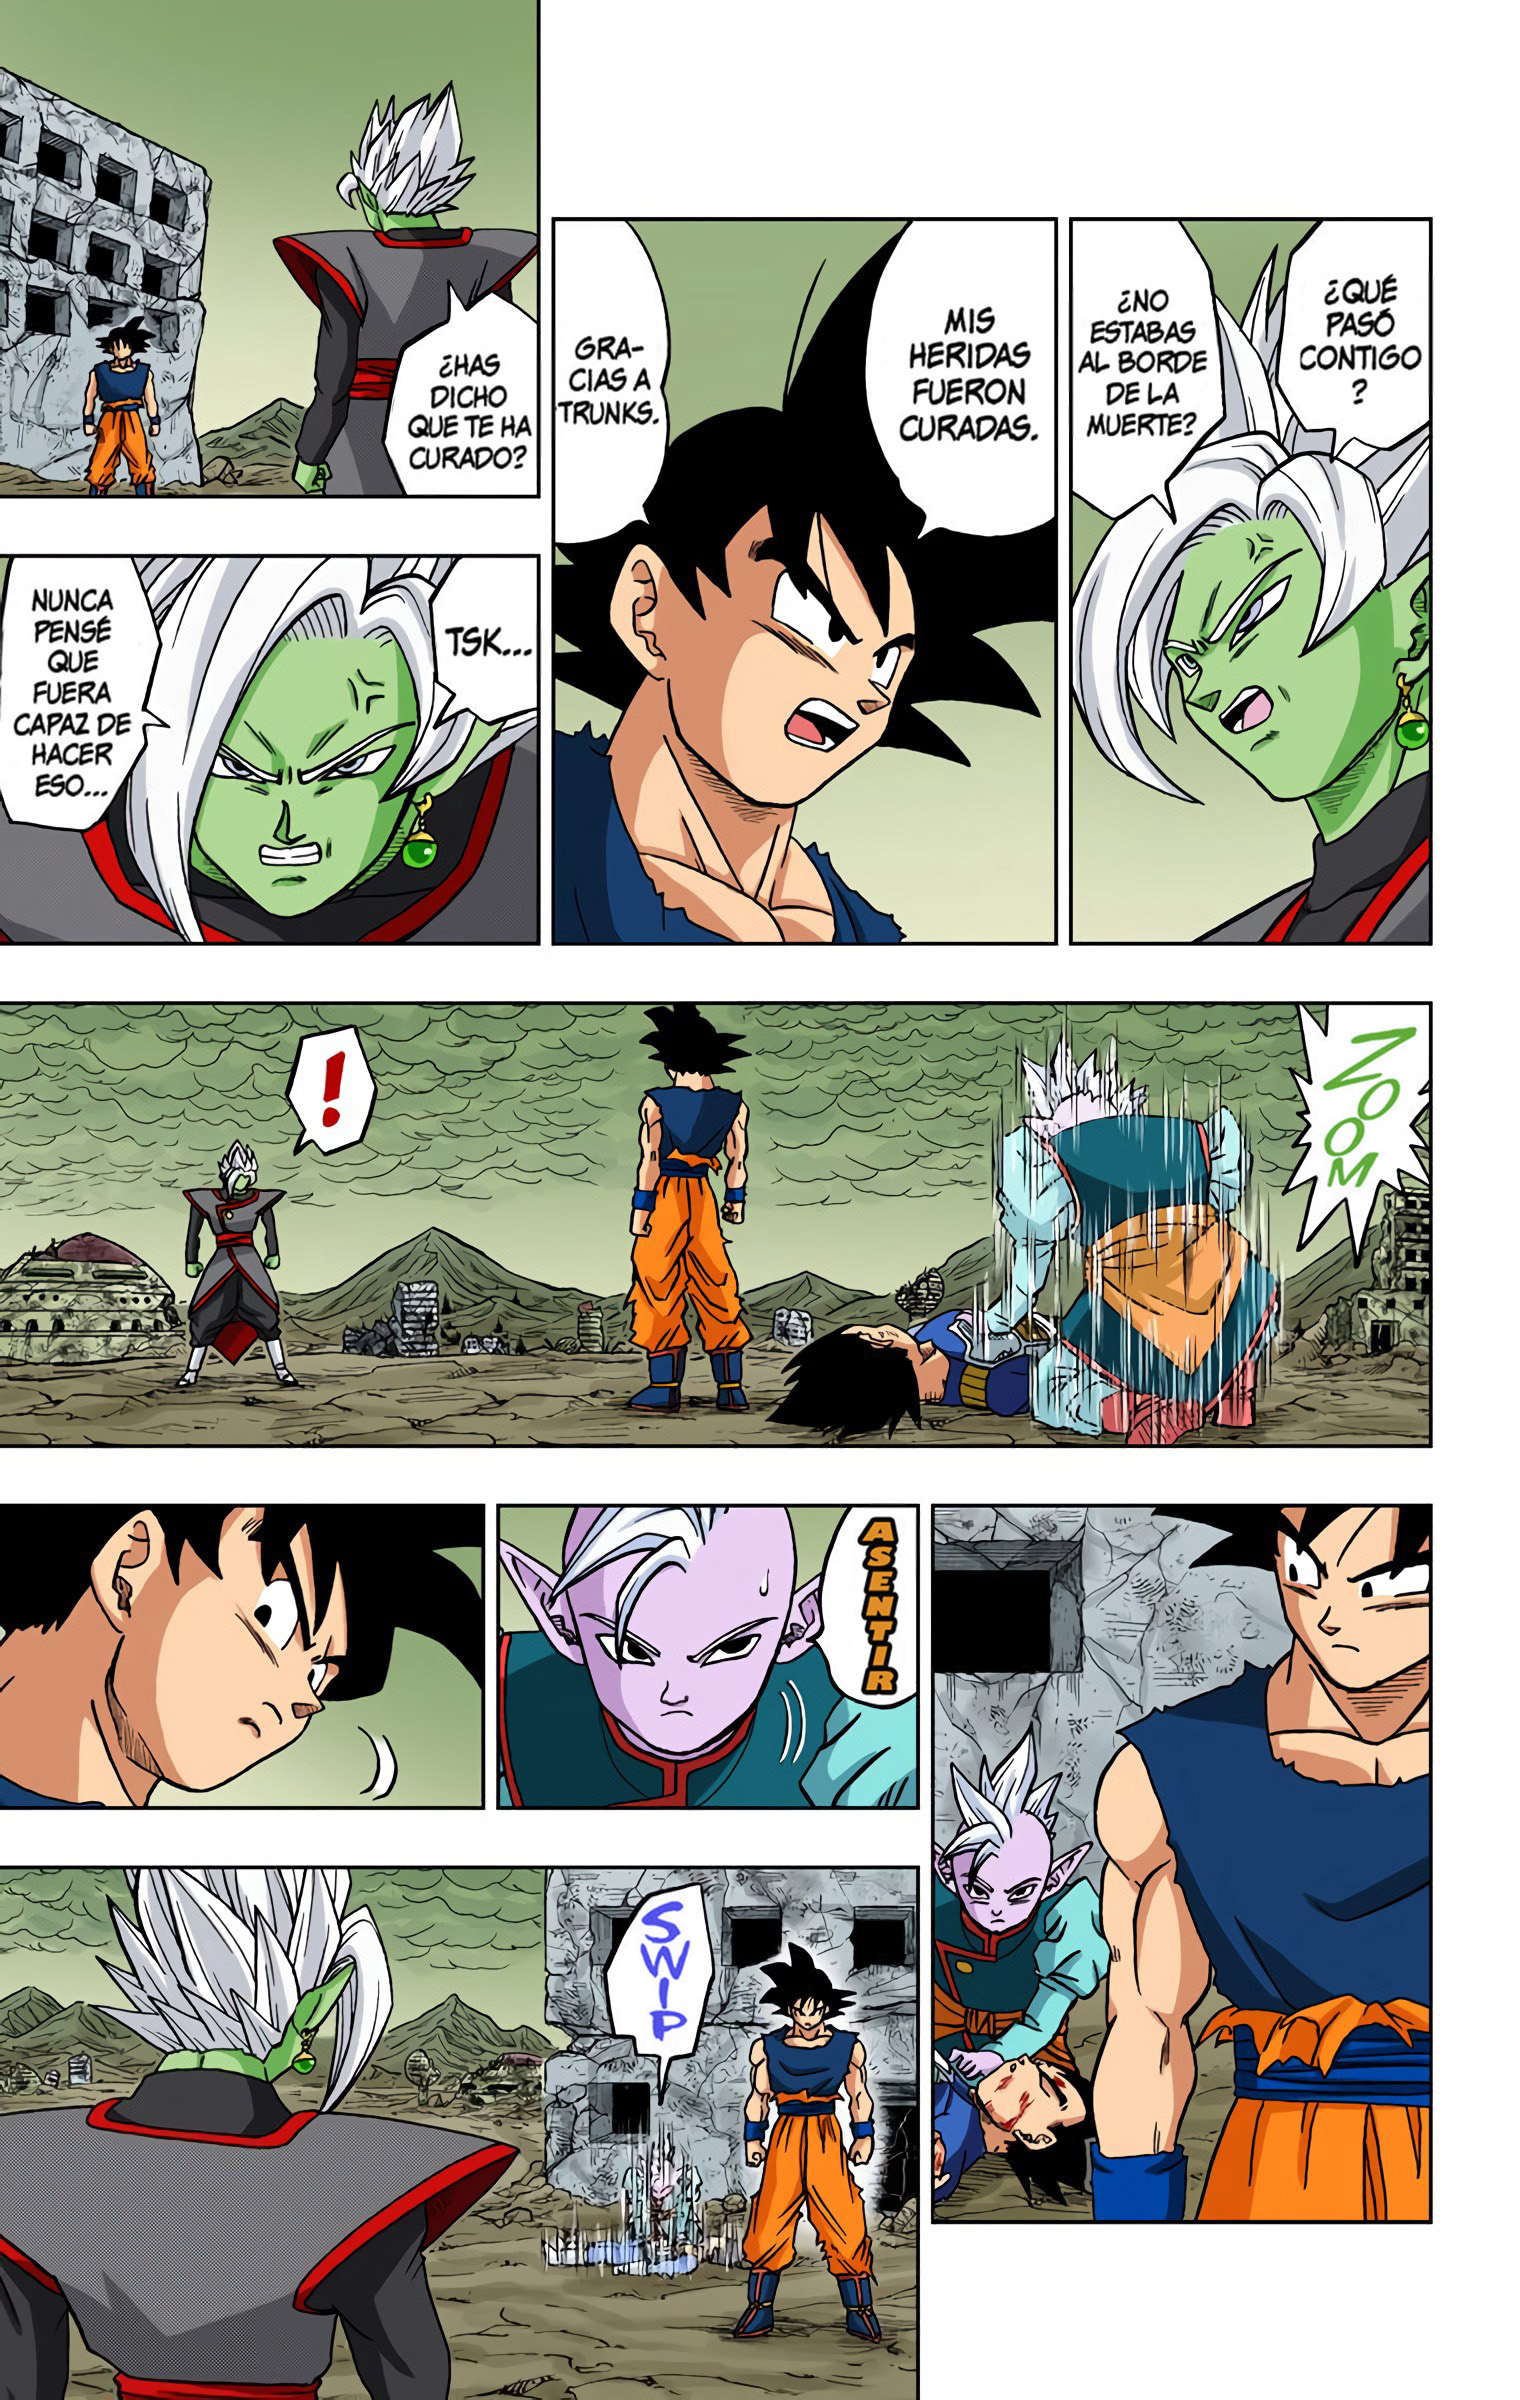 ¿QUÉ
PASÓ
CONTIGO
?
¿NO
ESTABAS
AL BORDE
DE LA
MUERTE?
MIS
HERIDAS
FUERON
CURADAS.
GRA-
CIAS A
TRUNKS.
¿HAS
DICHO
QUE TE HA
CURADO?
TSK...
NUNCA
PENSÉ
QUE
FUERA
CAPAZ DE
HACER
ESO...
ZOOM
!
ASENTIR
SWIP